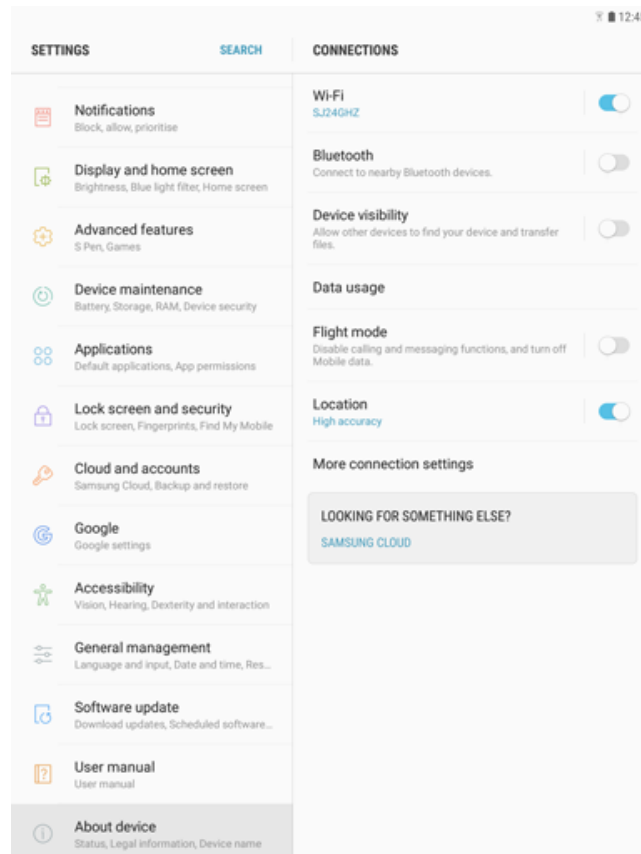 12:4
SETTINGS
SEARCH
Notifications
Block, allow, prioritise
Display and home screen
Brightness, Blue light filter, Home screen
Advanced features
S Pen, Games
Device maintenance
Battery, Storage, RAM, Device security
Applications
Default applications, App permissions
Lock screen and security
Lock screen, Fingerprints, Find My Mobile
Cloud and accounts
Samsung Cloud, Backup and restore
Google
Google settings
Accessibility
Vision, Hearing, Dexterity and interaction
General management
Language and input, Date and time, Res...
Software update
Download updates, Scheduled software...
User manual
User manual
About device
Status, Legal information, Device name
CONNECTIONS
Wi-Fi
SJ24GHZ
Bluetooth
Connect to nearby Bluetooth devices.
Device visibility
Allow other devices to find your device and transfer
files.
Data usage
Flight mode
Disable calling and messaging functions, and turn off
Mobile data.
Location
High accuracy
More connection settings
LOOKING FOR SOMETHING ELSE?
SAMSUNG CLOUD